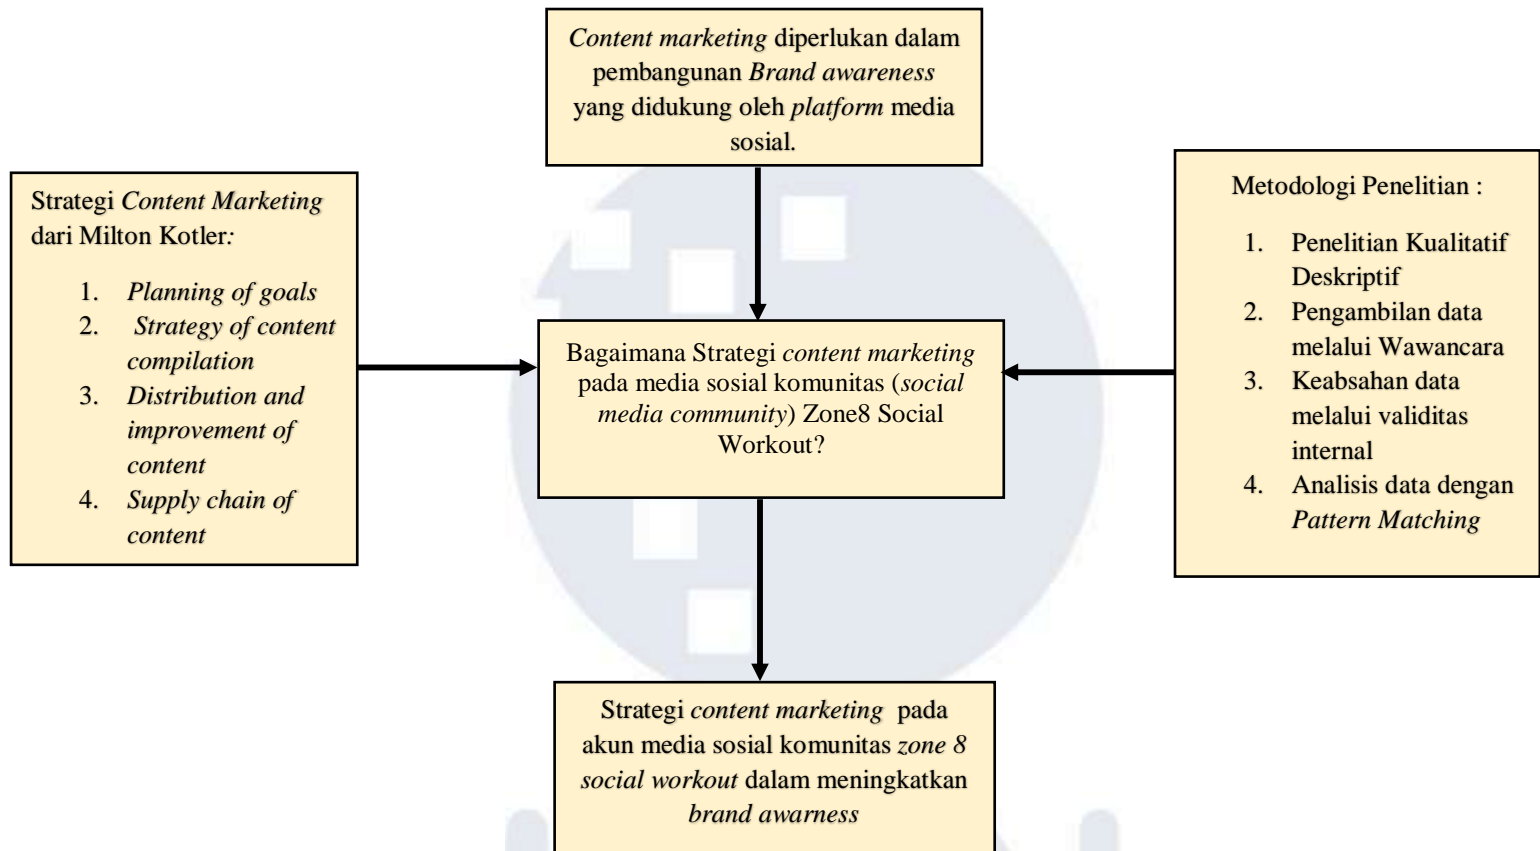 Content marketing diperlukan dalam
pembangunan Brand awareness
yang didukung oleh platform media
sosial.
Strategi Content Marketing
dari Milton Kotler:
1. Planning of goals
2. Strategy of content
compilation
3. Distribution and
improvement of
content
4. Supply chain of
content
Bagaimana Strategi content marketing
pada media sosial komunitas (social
media community) Zone8 Social
Workout?
Metodologi Penelitian :
1. Penelitian Kualitatif
Deskriptif
2. Pengambilan data
melalui Wawancara
3. Keabsahan data
melalui validitas
internal
4. Analisis data dengan
Pattern Matching
Strategi content marketing pada
akun media sosial komunitas zone 8
social workout dalam meningkatkan
brand awarness